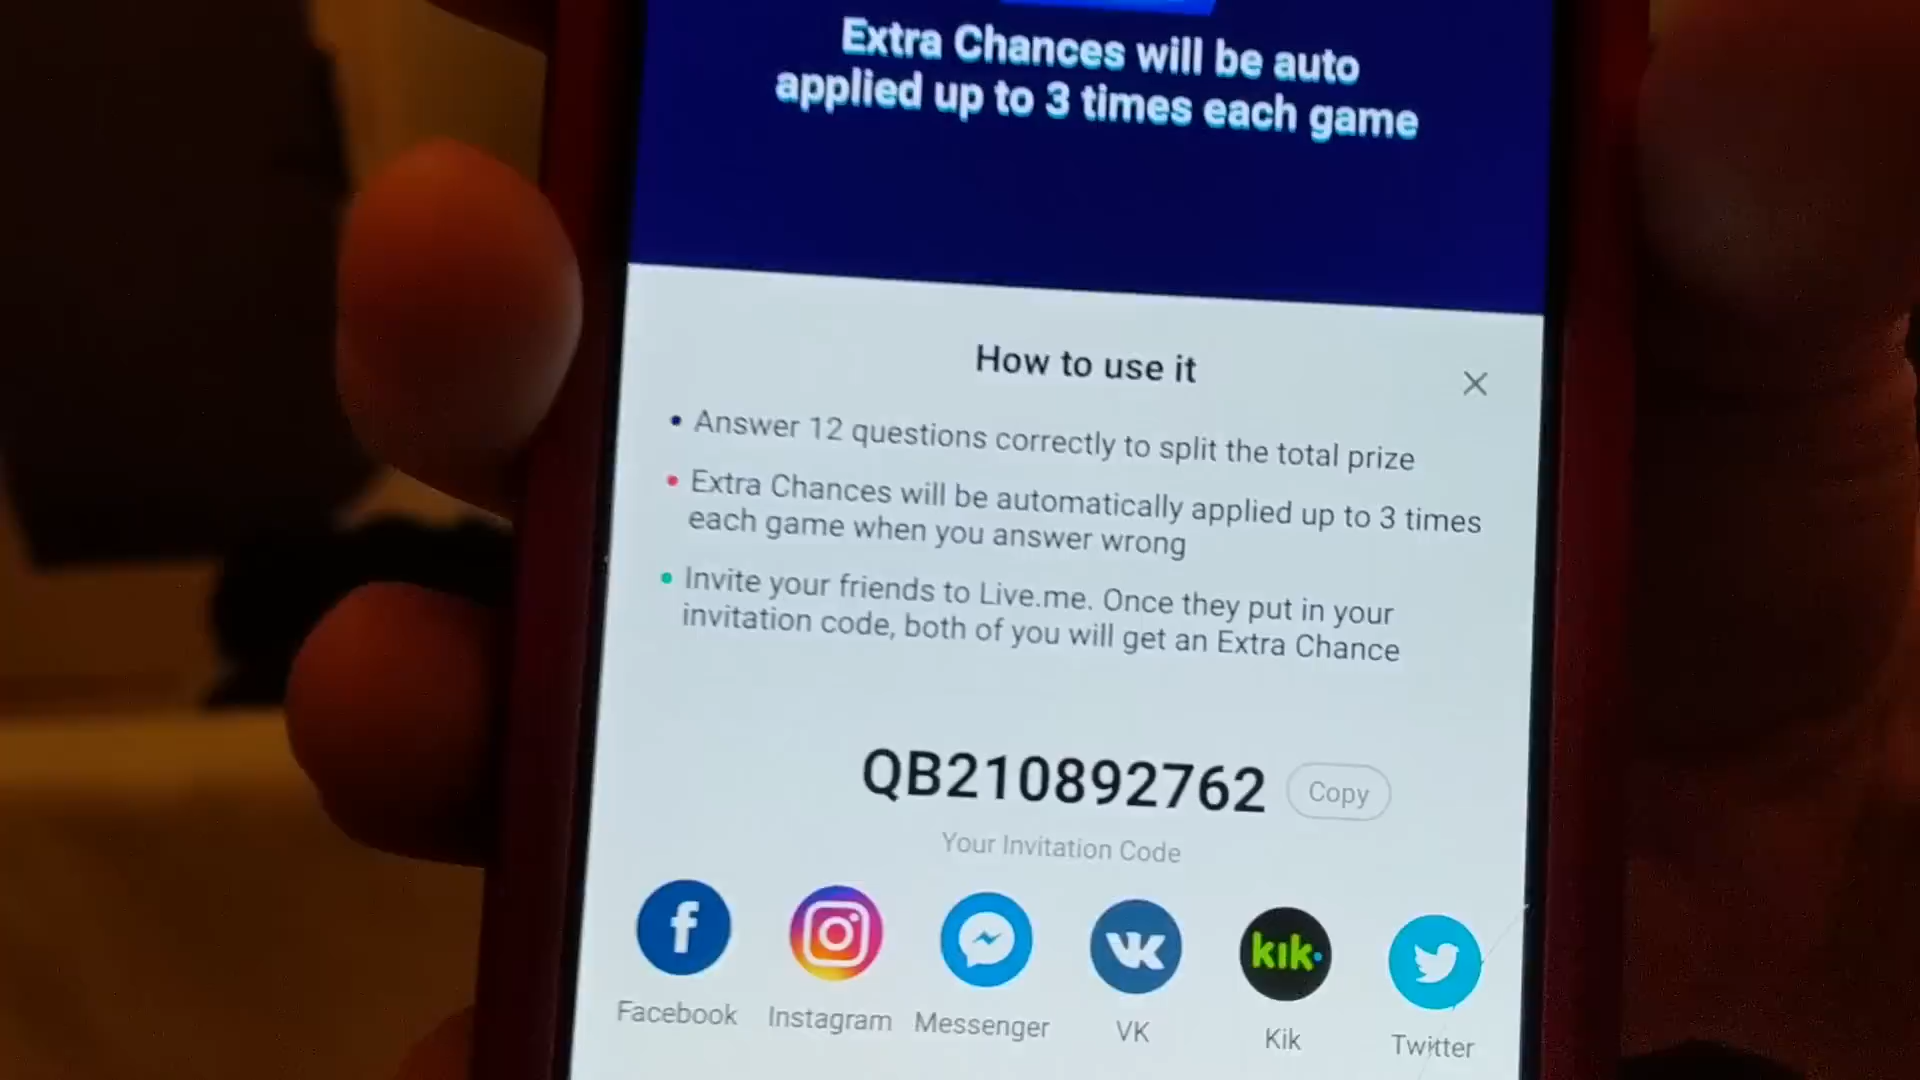 Extra Chances will be auto
applied up to 3 times each game
How to use it
• Answer 12 questions correctly to split the total prize
• Extra Chances will be automatically applied up to 3 times
each game when you answer wrong
• Invite your friends to Live.me. Once they put in your
invitation code, both of you will get an Extra Chance
QB210892762 Copy
Your Invitation Code
kik.
Facebook Instagram Messenger VK Kik Twitter